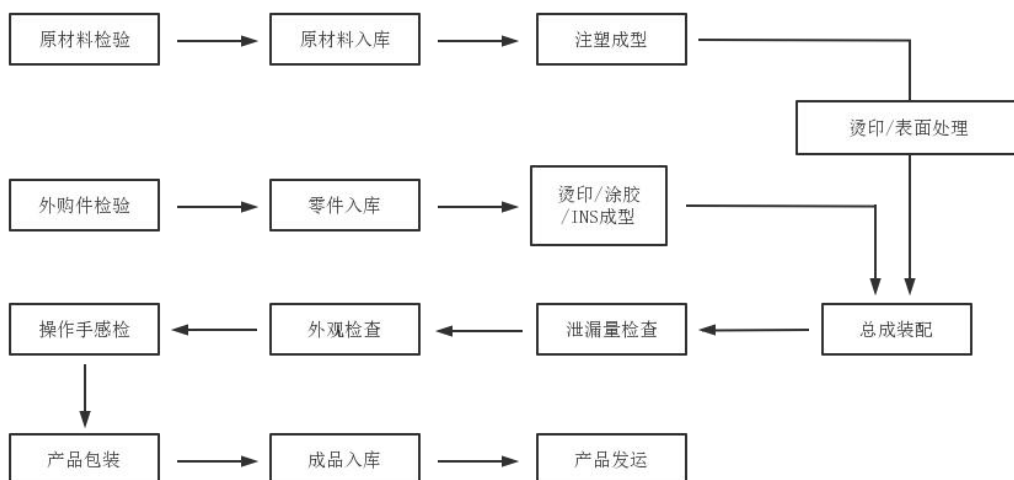 原材料检验
原材料入库
注塑成型
烫印/表面处理
外购件检验
零件入库
烫印/涂胶
/INS成型
操作手感检
外观检查
泄漏量检查
总成装配
产品包装
成品入库
产品发运